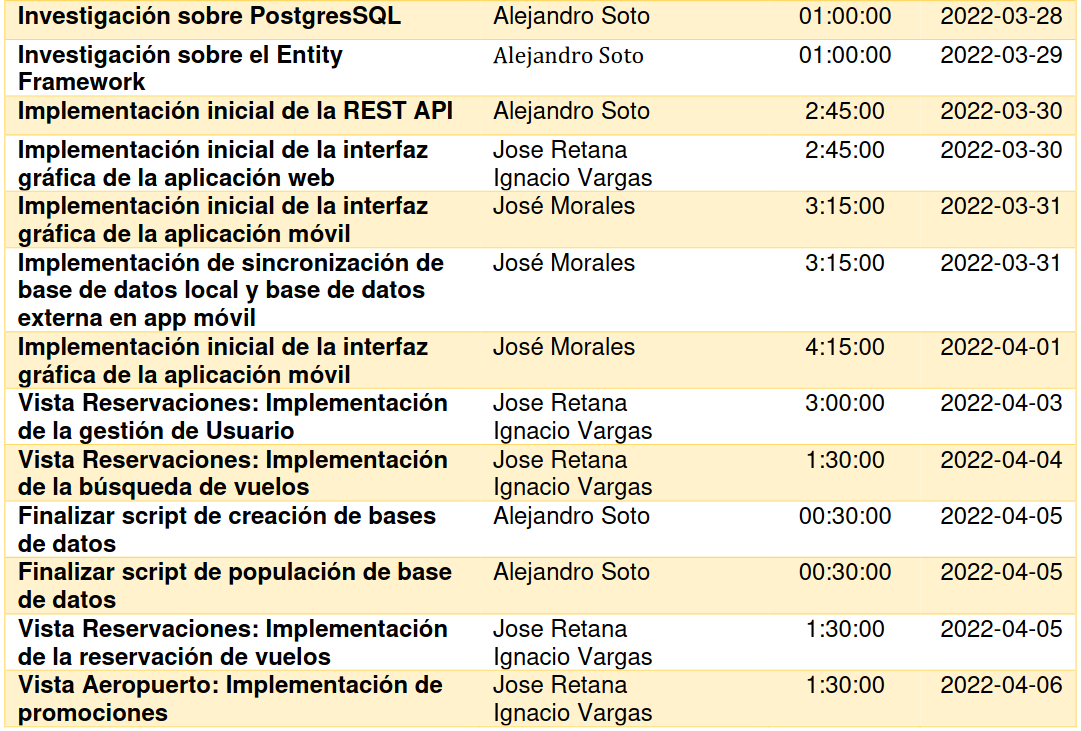 Investigación sobre PostgresSQL Alejandro Soto 01:00:00 2022-03-28
Investigación sobre el Entity Alejandro Soto 01:00:00 2022-03-29
Framework
Implementación inicial de la REST API Alejandro Soto 2:45:00 2022-03-30
Implementación inicial de la interfaz Jose Retana 2:45:00 2022-03-30
gráfica de la aplicación web Ignacio Vargas
Implementación inicial de la interfaz José Morales 3:15:00 2022-03-31
gráfica de la aplicación móvil
Implementación de sincronización de José Morales 3:15:00 2022-03-31
base de datos local y base de datos
externa en app móvil
Implementación inicial de la interfaz José Morales 4:15:00 2022-04-01
gráfica de la aplicación móvil
Vista Reservaciones: Implementación Jose Retana 3:00:00 2022-04-03
de la gestión de Usuario Ignacio Vargas
Vista Reservaciones: Implementación Jose Retana 1:30:00 2022-04-04
de la búsqueda de vuelos Ignacio Vargas
Finalizar script de creación de bases Alejandro Soto 00:30:00 2022-04-05
de datos
Finalizar script de populación de base Alejandro Soto 00:30:00 2022-04-05
de datos
Vista Reservaciones: Implementación Jose Retana 1:30:00 2022-04-05
de la reservación de vuelos Ignacio Vargas
Vista Aeropuerto: Implementación de Jose Retana 1:30:00 2022-04-06
promociones Ignacio Vargas